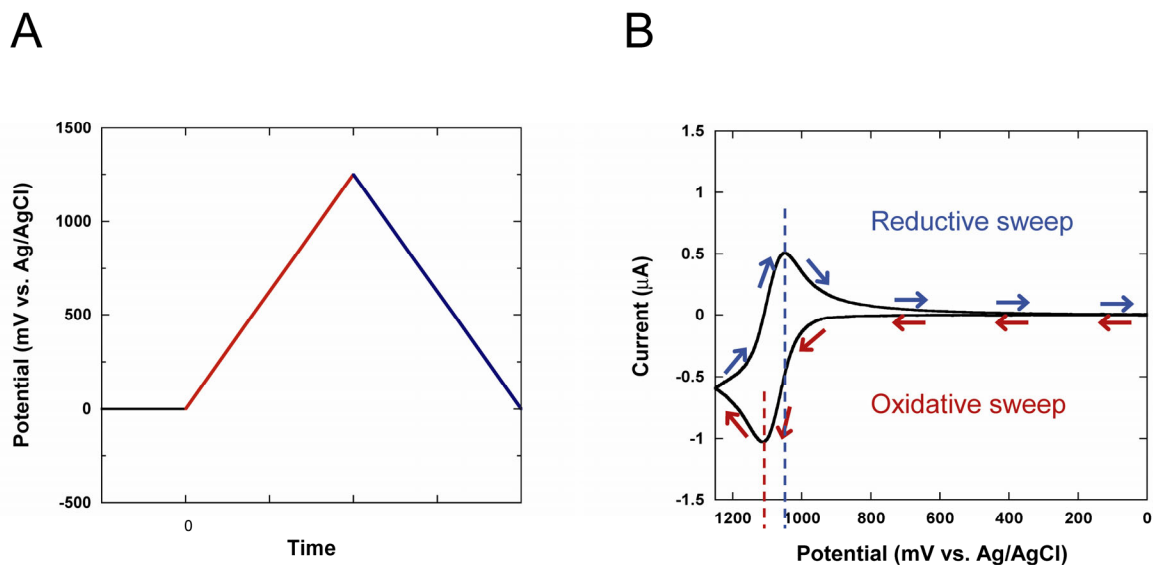 A
B
1500
1000
500
0
-500
0
Potential (mV vs. Ag/AgCl)
Time
1.5
1
0.5
0
-0.5
-1
-1.5
Current (μA)
Reductive sweep
Oxidative sweep
1200 1000 800 600 400 200 0
Potential (mV vs. Ag/AgCl)